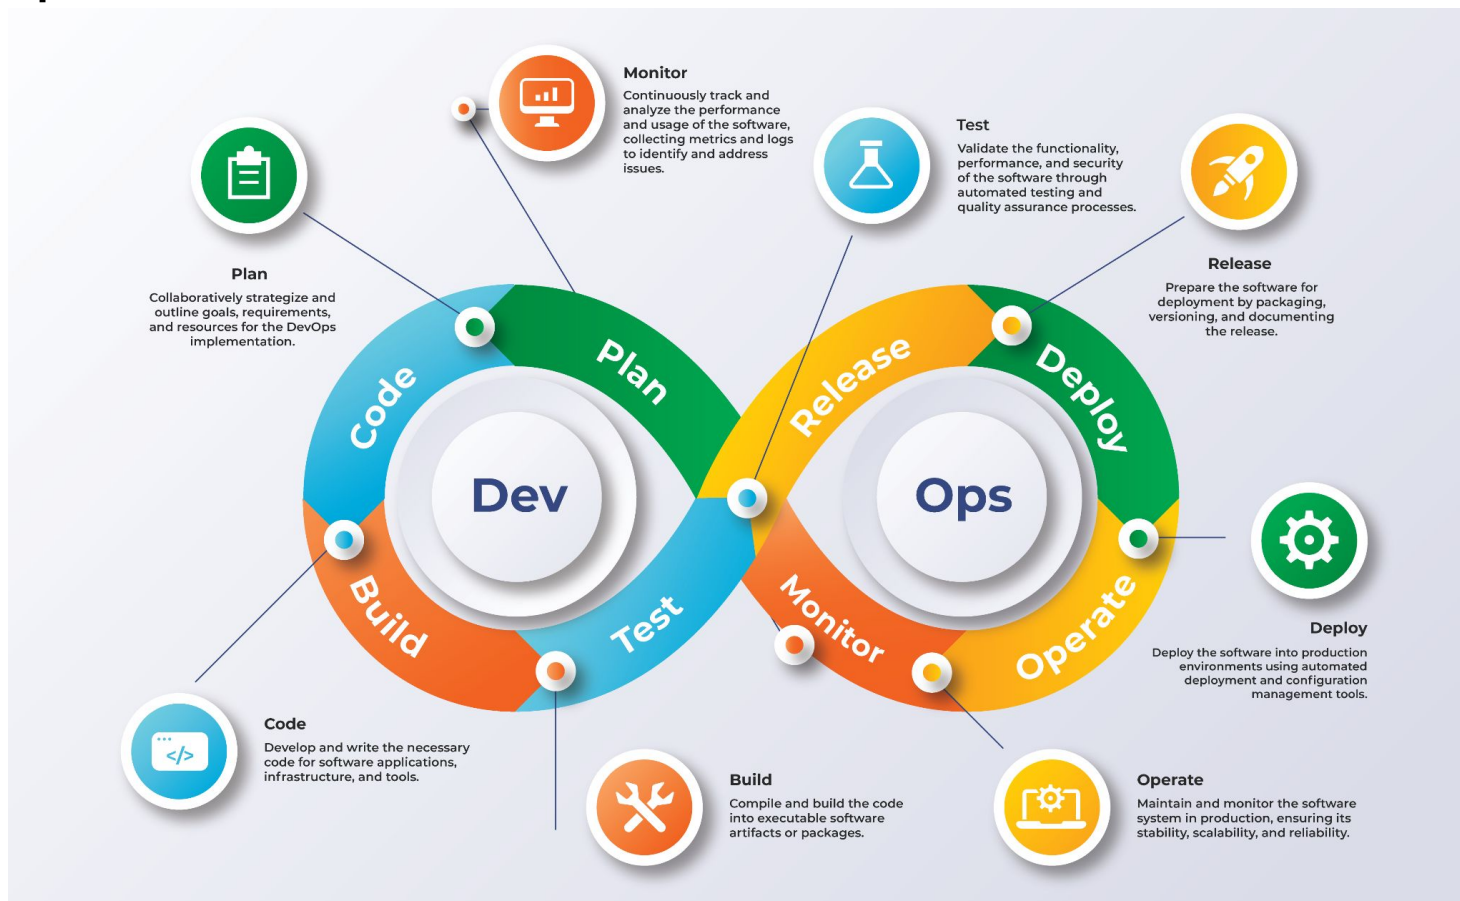 Monitor
Continuously track and
analyze the performance
and usage of the software,
collecting metrics and logs
to identify and address
issues.
Test
Validate the functionality,
performance, and security
of the software through
automated testing and
quality assurance processes.
Plan
Collaboratively strategize and
outline goals, requirements,
and resources for the DevOps
implementation.
Release
Prepare the software for
deployment by packaging,
versioning, and documenting
the release.
Code
Plan
Release
Deploy
Dev
Ops
Build
Test
Monitor
Operate
Deploy
Deploy the software into production
environments using automated
deployment and configuration
management tools.
</>
Code
Develop and write the necessary
code for software applications,
infrastructure, and tools.
Build
Compile and build the code
into executable software
artifacts or packages.
Operate
Maintain and monitor the software
system in production, ensuring its
stability, scalability, and reliability.